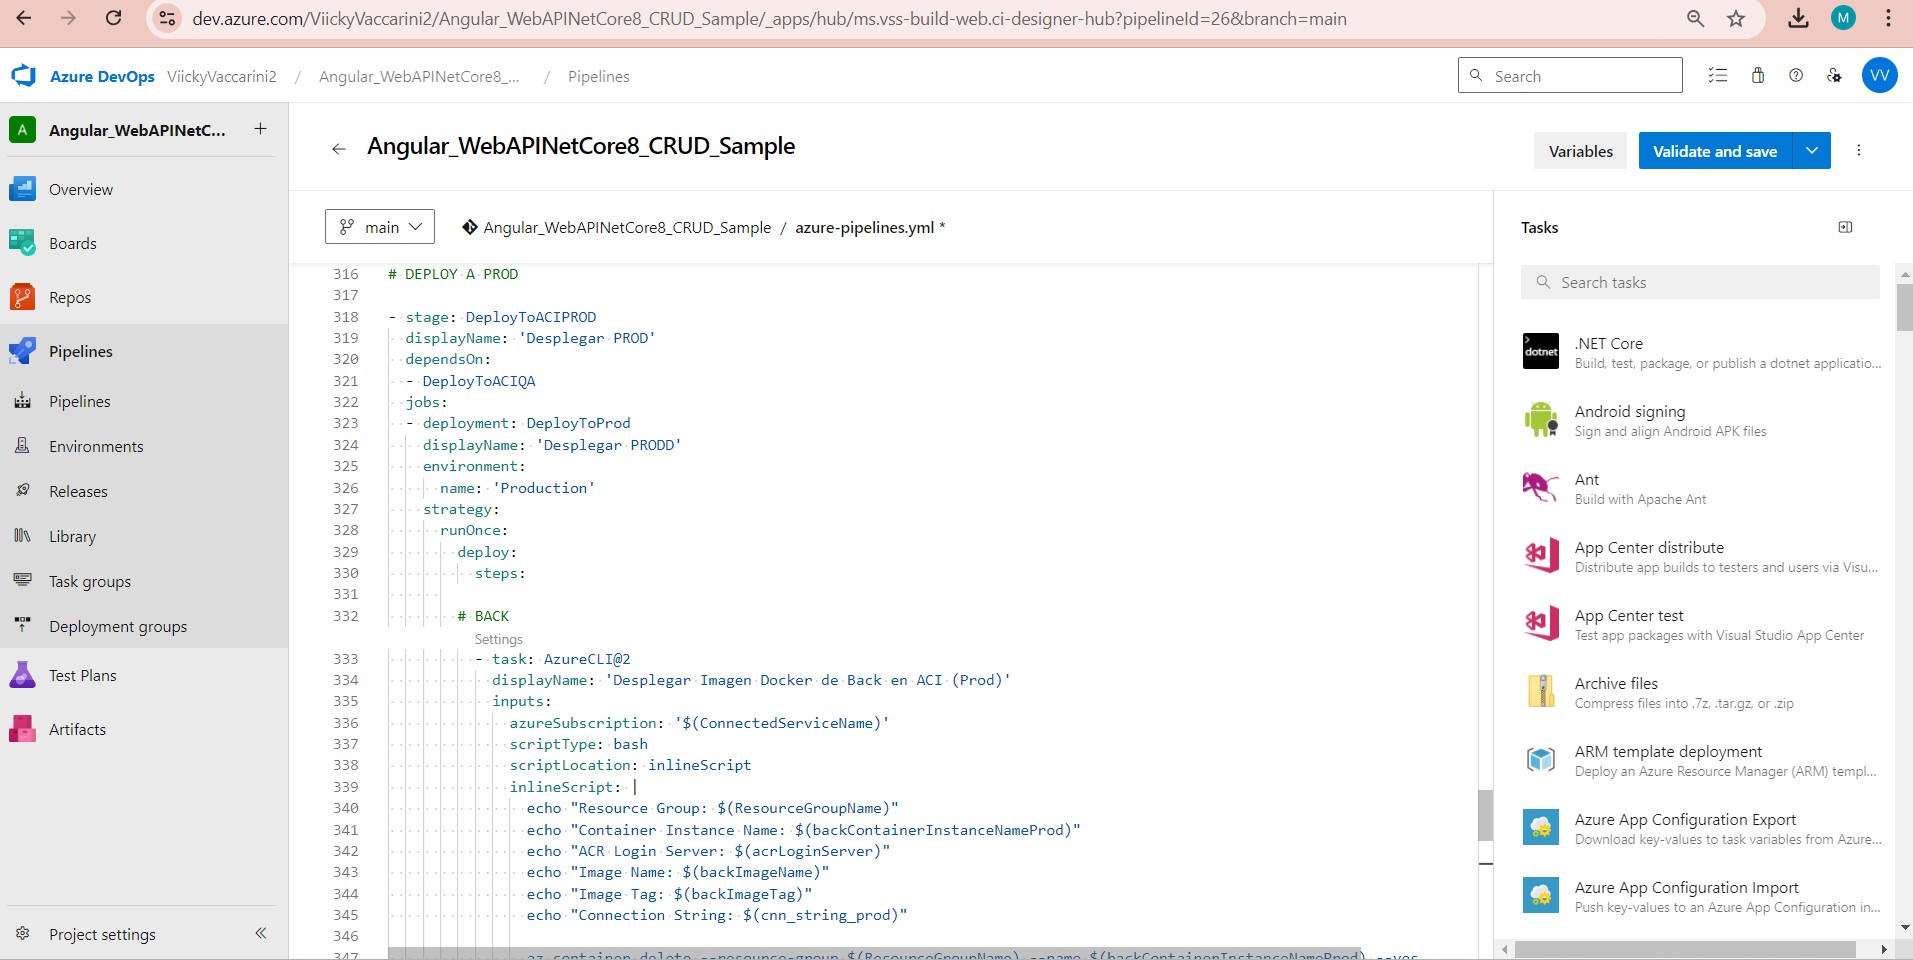 dev.azure.com/ViickyVaccarini2/Angular_WebAPINetCore8_CRUD_Sample/_apps/hub/ms.vss-build-web.ci-designer-hub?pipelineId=26&branch=main
M
Azure DevOps ViickyVaccarini2 / Angular_WebAPINetCore8_... / Pipelines
Search
VV
A Angular_WebAPINetC... +
Overview
Boards
Repos
Pipelines
Pipelines
Environments
Releases
Library
Task groups
Deployment groups
Test Plans
Artifacts
Project settings
Angular_WebAPINetCore8_CRUD_Sample
Variables
Validate and save
main
Angular_WebAPINetCore8_CRUD_Sample / azure-pipelines.yml *
316 # DEPLOY A PROD
317
318 - stage: DeployToACIPROD
319 displayName: 'Desplegar PROD'
320 dependsOn:
321 - DeployToACIQA
322 jobs:
323 - deployment: DeployToProd
324 displayName: 'Desplegar PRODD'
325 environment:
326 name: 'Production'
327 strategy:
328 runOnce:
329 deploy:
330 steps:
331
332 # BACK
Settings
333 - task: AzureCLI@2
334 displayName: 'Desplegar Imagen Docker de Back en ACI (Prod)'
335 inputs:
336 azureSubscription: '$(ConnectedServiceName)'
337 scriptType: bash
338 scriptLocation: inlineScript
339 inlineScript: |
340 echo "Resource Group: $(ResourceGroupName)"
341 echo "Container Instance Name: $(backContainerInstanceNameProd)"
342 echo "ACR Login Server: $(acrLoginServer)"
343 echo "Image Name: $(backImageName)"
344 echo "Image Tag: $(backImageTag)"
345 echo "Connection String: $(cnn_string_prod)"
346
347 az container delete --resource-group $(ResourceGroupName) --name $(backContainerInstanceNameProd) --yes
Tasks
Search tasks
dotnet
.NET Core
Build, test, package, or publish a dotnet applicatio...
Android signing
Sign and align Android APK files
Ant
Build with Apache Ant
App Center distribute
Distribute app builds to testers and users via Visu...
App Center test
Test app packages with Visual Studio App Center
Archive files
Compress files into .7z, .tar.gz, or .zip
ARM template deployment
Deploy an Azure Resource Manager (ARM) templ...
Azure App Configuration Export
Download key-values to task variables from Azure...
Azure App Configuration Import
Push key-values to an Azure App Configuration in...